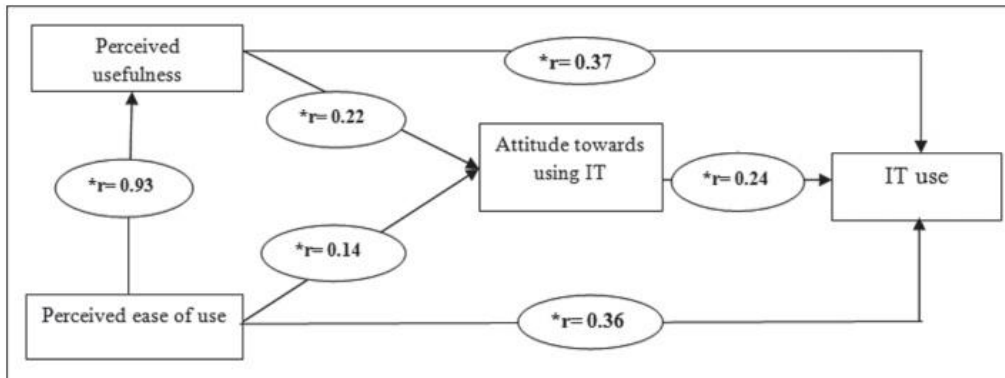 Perceived
usefulness
*r= 0.37
*r= 0.22
Attitude towards
using IT
*r= 0.24
IT use
*r= 0.93
*r= 0.14
Perceived ease of use
*r= 0.36